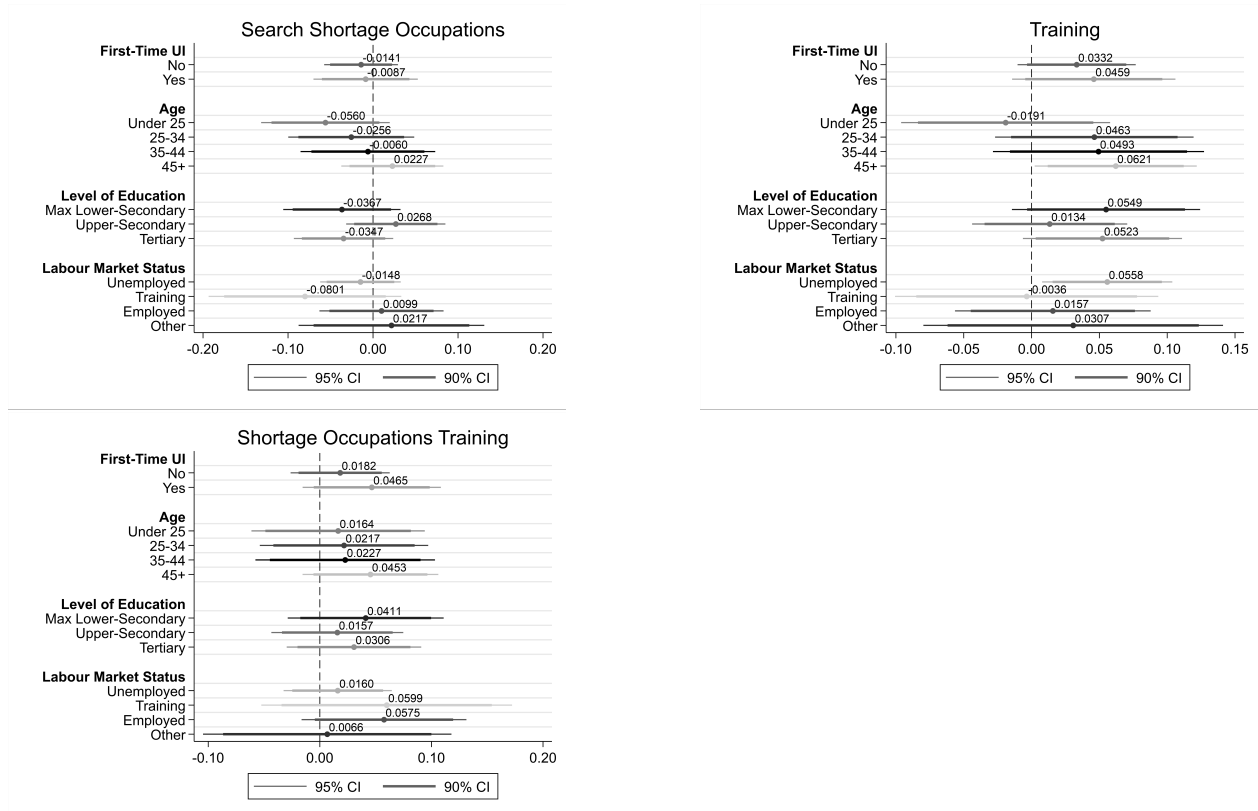 Search Shortage Occupations
First-Time UI
No -0.0141
Yes -0.0087
Age
Under 25 -0.0560
25-34 -0.0256
35-44 -0.0060
45+ 0.0227
Level of Education
Max Lower-Secondary -0.0367
Upper-Secondary 0.0268
Tertiary -0.0347
Labour Market Status
Unemployed -0.0148
Training -0.0801
Employed 0.0099
Other 0.0217
-0.20 -0.10 0.00 0.10 0.20
95% CI 90% CI
Training
First-Time UI
No 0.0332
Yes 0.0459
Age
Under 25 -0.0191
25-34 0.0463
35-44 0.0493
45+ 0.0621
Level of Education
Max Lower-Secondary 0.0549
Upper-Secondary 0.0134
Tertiary 0.0523
Labour Market Status
Unemployed 0.0558
Training -0.0036
Employed 0.0157
Other 0.0307
-0.10 -0.05 0.00 0.05 0.10 0.15
95% CI 90% CI
Shortage Occupations Training
First-Time UI
No 0.0182
Yes 0.0465
Age
Under 25 0.0164
25-34 0.0217
35-44 0.0227
45+ 0.0453
Level of Education
Max Lower-Secondary 0.0411
Upper-Secondary 0.0157
Tertiary 0.0306
Labour Market Status
Unemployed 0.0160
Training 0.0599
Employed 0.0575
Other 0.0066
-0.10 0.00 0.10 0.20
95% CI 90% CI